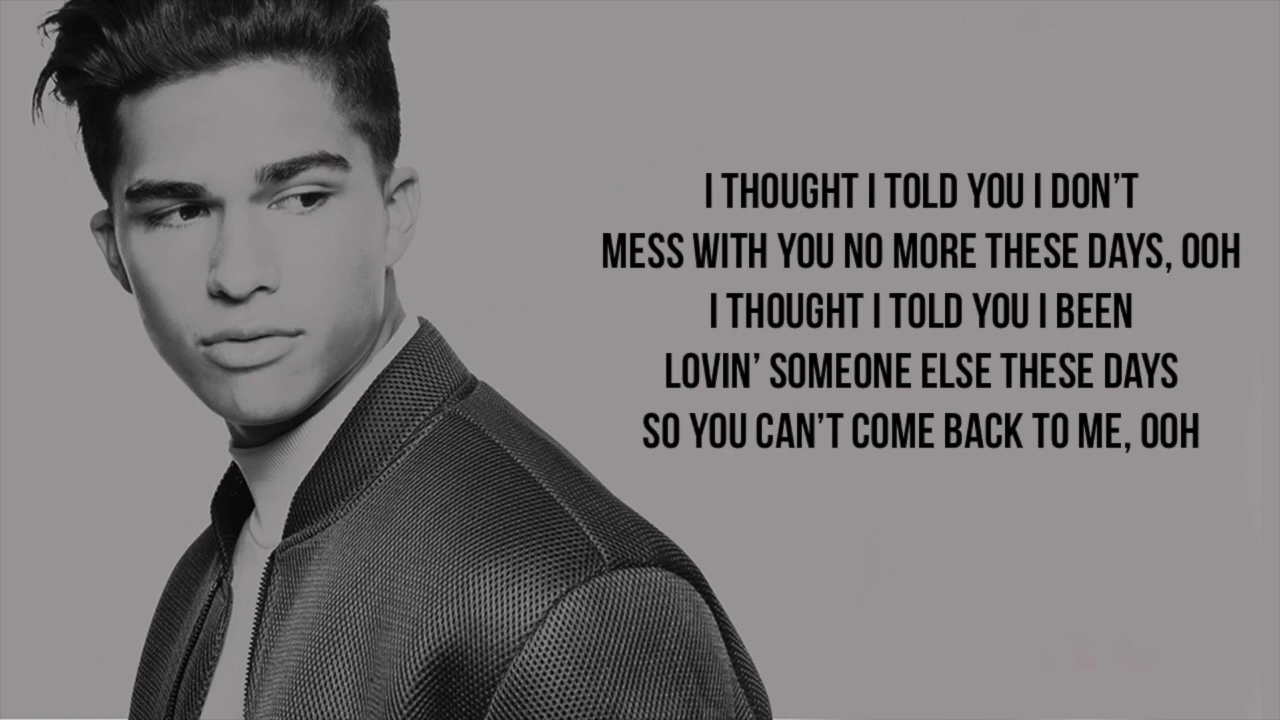 I THOUGHT I TOLD YOU I DON'T
MESS WITH YOU NO MORE THESE DAYS, OOH
I THOUGHT I TOLD YOU I BEEN
LOVIN' SOMEONE ELSE THESE DAYS
SO YOU CAN'T COME BACK TO ME, OOH